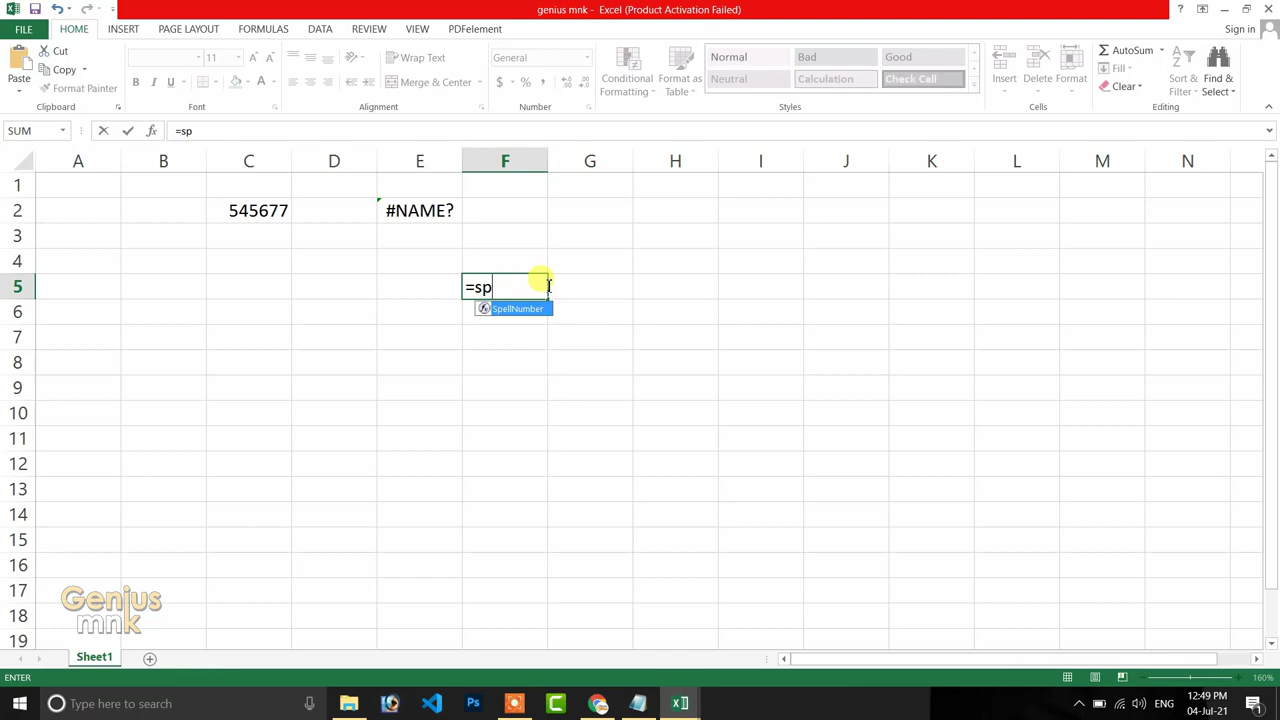 genius mnk - Excel (Product Activation Failed)
Sign in
FILE HOME INSERT PAGE LAYOUT FORMULAS DATA REVIEW VIEW PDFelement
Paste
Cut
Copy
Format Painter
Clipboard
11
A A
B I U
A
Font
Wrap Text
Merge & Center
Alignment
General
$ % ,
Number
Conditional Formatting
Format as Table
Normal Bad Good
Neutral Calculation Check Cell
Styles
Insert Delete Format
Cells
AutoSum
Fill
Clear
Sort & Filter
Find & Select
Editing
SUM fx =sp
A B C D E F G H I J K L M N
1
2 545677 #NAME?
3
4
5 =sp
6 SpellNumber
7
8
9
10
11
12
13
14
15
16
17
18
19
Genius
mnk
Sheet1
ENTER 160%
Type here to search
12:49 PM
04-Jul-21